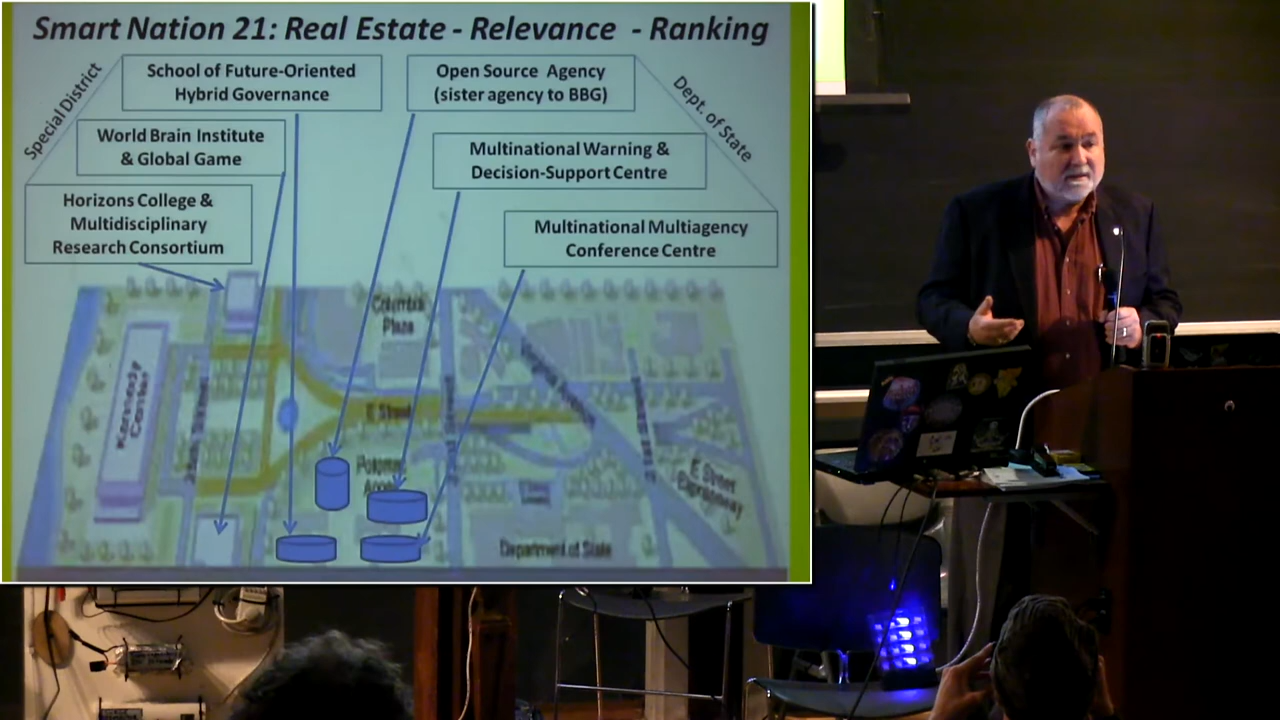 Smart Nation 21: Real Estate - Relevance - Ranking
Special District
School of Future-Oriented
Hybrid Governance
Open Source Agency
(sister agency to BBG)
Dept. of State
World Brain Institute
& Global Game
Multinational Warning &
Decision-Support Centre
Horizons College &
Multidisciplinary
Research Consortium
Multinational Multiagency
Conference Centre
Columbia
Plaza
Kennedy
Center
E Street
Virginia
E Street
Expressway
Department of State